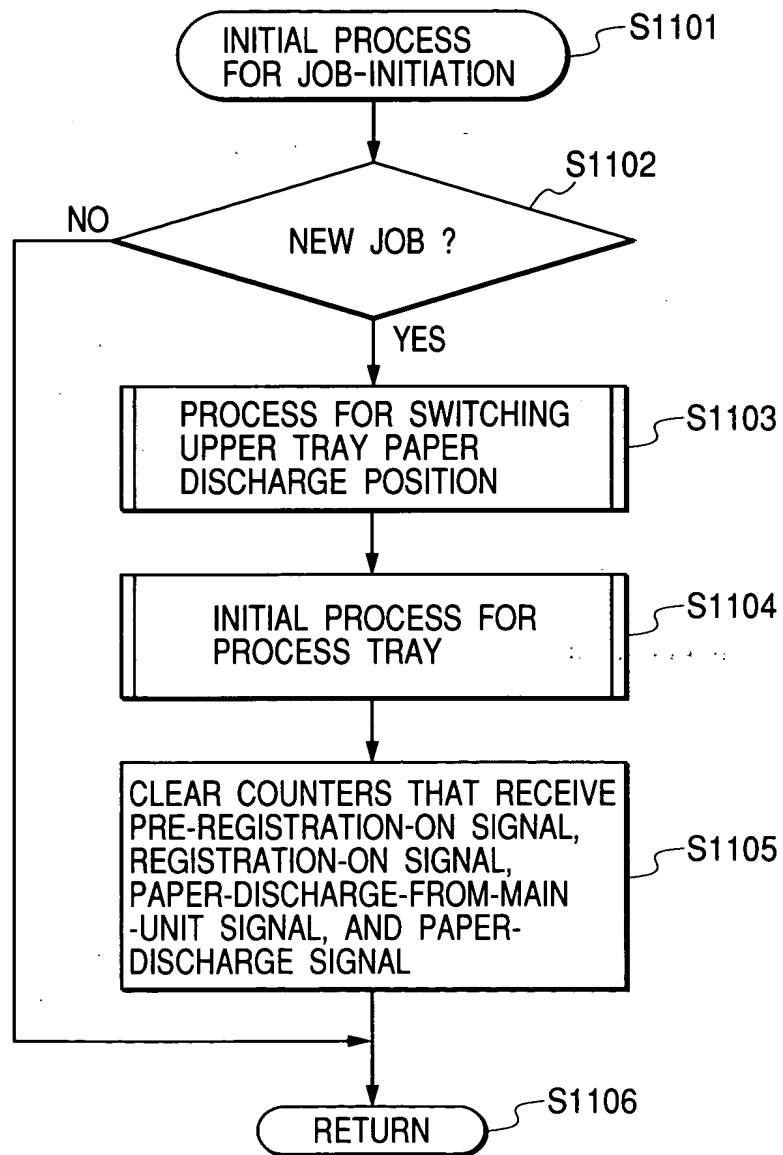 INITIAL PROCESS
FOR JOB-INITIATION
S1101
S1102
NO
NEW JOB ?
YES
PROCESS FOR SWITCHING
UPPER TRAY PAPER
DISCHARGE POSITION
S1103
INITIAL PROCESS FOR
PROCESS TRAY
S1104
CLEAR COUNTERS THAT RECEIVE
PRE-REGISTRATION-ON SIGNAL,
REGISTRATION-ON SIGNAL,
PAPER-DISCHARGE-FROM-MAIN
-UNIT SIGNAL, AND PAPER-
DISCHARGE SIGNAL
S1105
RETURN
S1106